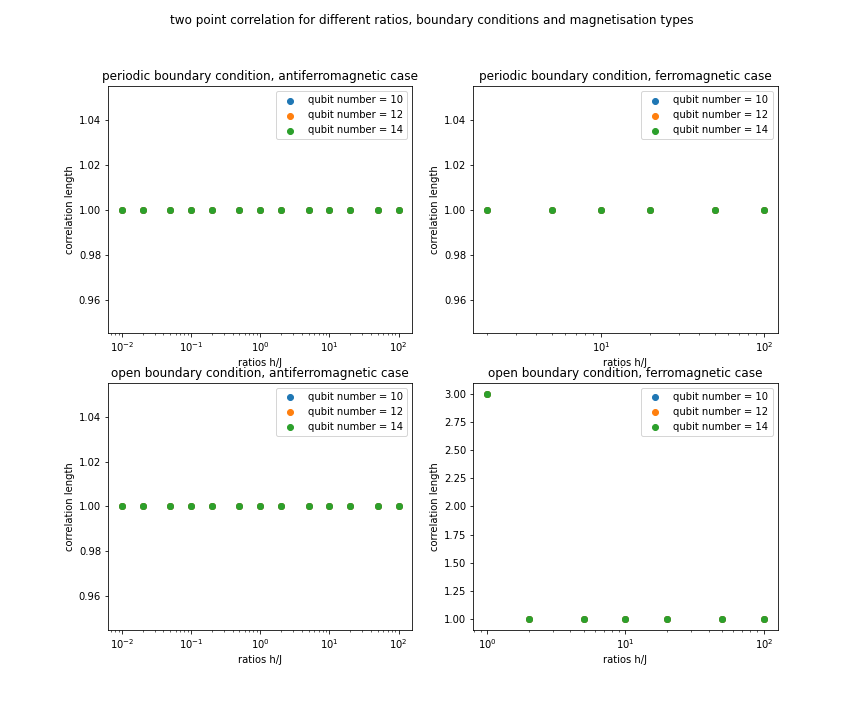 two point correlation for different ratios, boundary conditions and magnetisation types
periodic boundary condition, antiferromagnetic case
qubit number = 10
qubit number = 12
qubit number = 14
1.04
1.02
1.00
0.98
0.96
correlation length
10⁻² 10⁻¹ 10⁰ 10¹ 10²
ratios h/J
periodic boundary condition, ferromagnetic case
qubit number = 10
qubit number = 12
qubit number = 14
1.04
1.02
1.00
0.98
0.96
correlation length
10¹ 10²
ratios h/J
open boundary condition, antiferromagnetic case
qubit number = 10
qubit number = 12
qubit number = 14
1.04
1.02
1.00
0.98
0.96
correlation length
10⁻² 10⁻¹ 10⁰ 10¹ 10²
ratios h/J
open boundary condition, ferromagnetic case
qubit number = 10
qubit number = 12
qubit number = 14
3.00
2.75
2.50
2.25
2.00
1.75
1.50
1.25
1.00
correlation length
10⁰ 10¹ 10²
ratios h/J